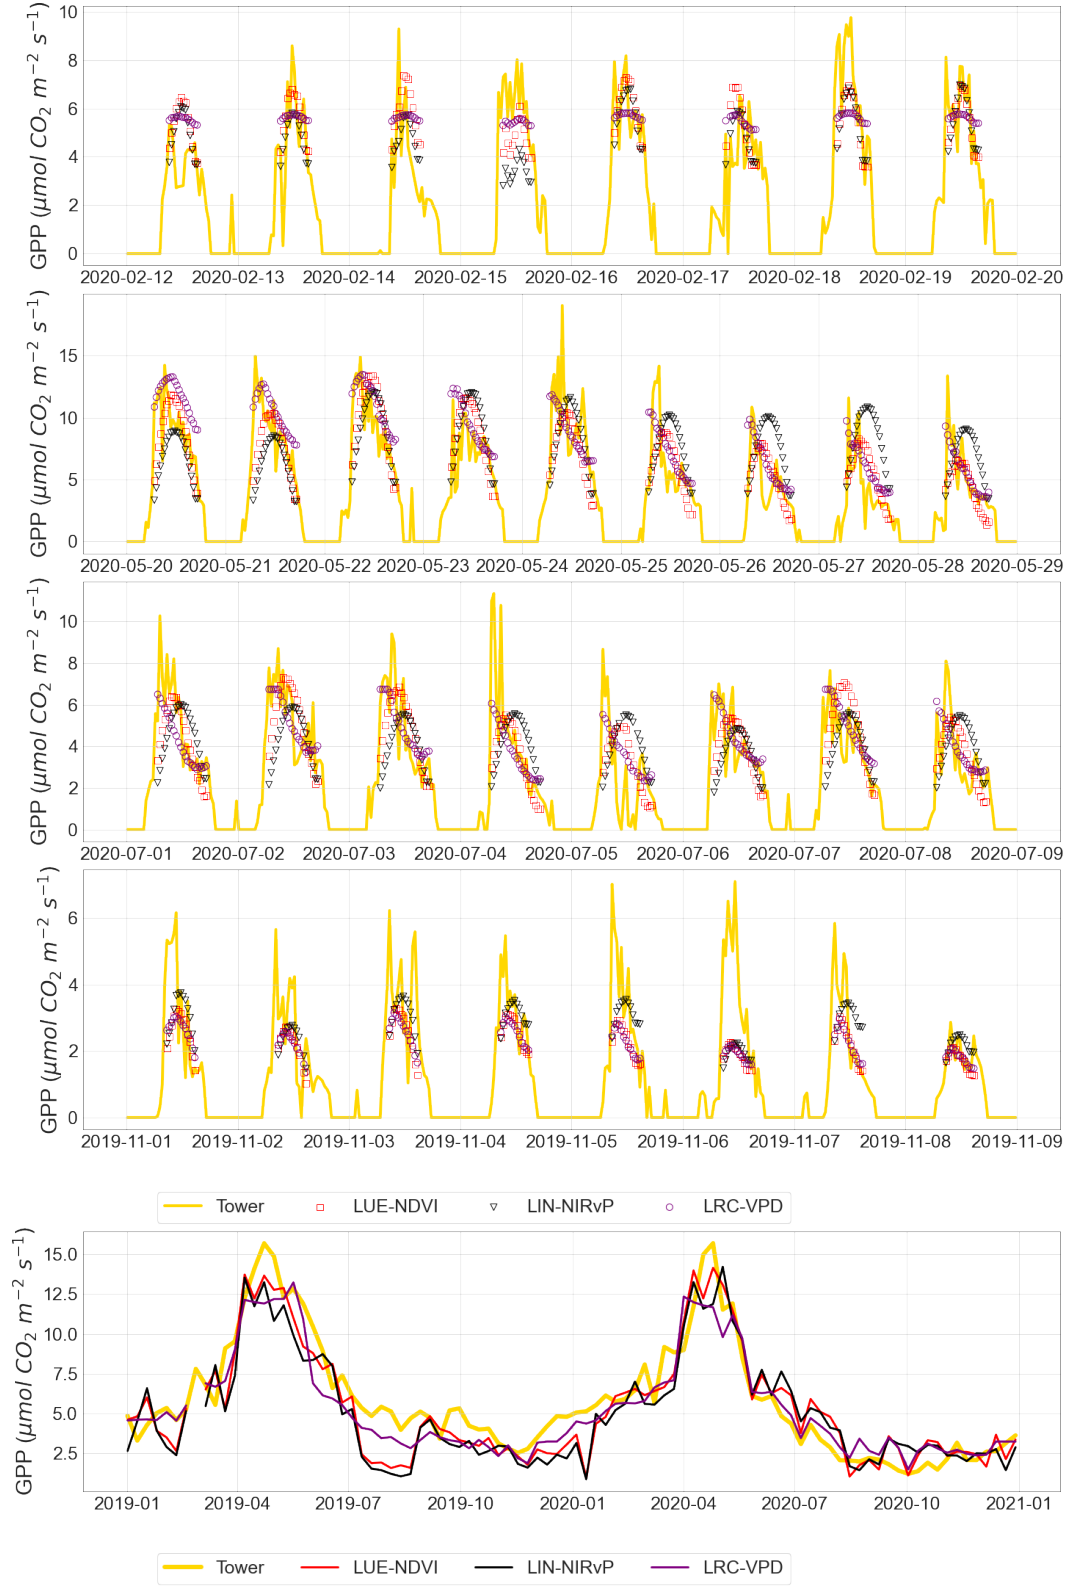 GPP (μmol CO₂ m⁻² s⁻¹)
10
8
6
4
2
0
2020-02-12 2020-02-13 2020-02-14 2020-02-15 2020-02-16 2020-02-17 2020-02-18 2020-02-19 2020-02-20
GPP (μmol CO₂ m⁻² s⁻¹)
15
10
5
0
2020-05-20 2020-05-21 2020-05-22 2020-05-23 2020-05-24 2020-05-25 2020-05-26 2020-05-27 2020-05-28 2020-05-29
GPP (μmol CO₂ m⁻² s⁻¹)
10
8
6
4
2
0
2020-07-01 2020-07-02 2020-07-03 2020-07-04 2020-07-05 2020-07-06 2020-07-07 2020-07-08 2020-07-09
GPP (μmol CO₂ m⁻² s⁻¹)
6
4
2
0
2019-11-01 2019-11-02 2019-11-03 2019-11-04 2019-11-05 2019-11-06 2019-11-07 2019-11-08 2019-11-09
Tower LUE-NDVI LIN-NIRvP LRC-VPD
GPP (μmol CO₂ m⁻² s⁻¹)
15.0
12.5
10.0
7.5
5.0
2.5
2019-01 2019-04 2019-07 2019-10 2020-01 2020-04 2020-07 2020-10 2021-01
Tower LUE-NDVI LIN-NIRvP LRC-VPD